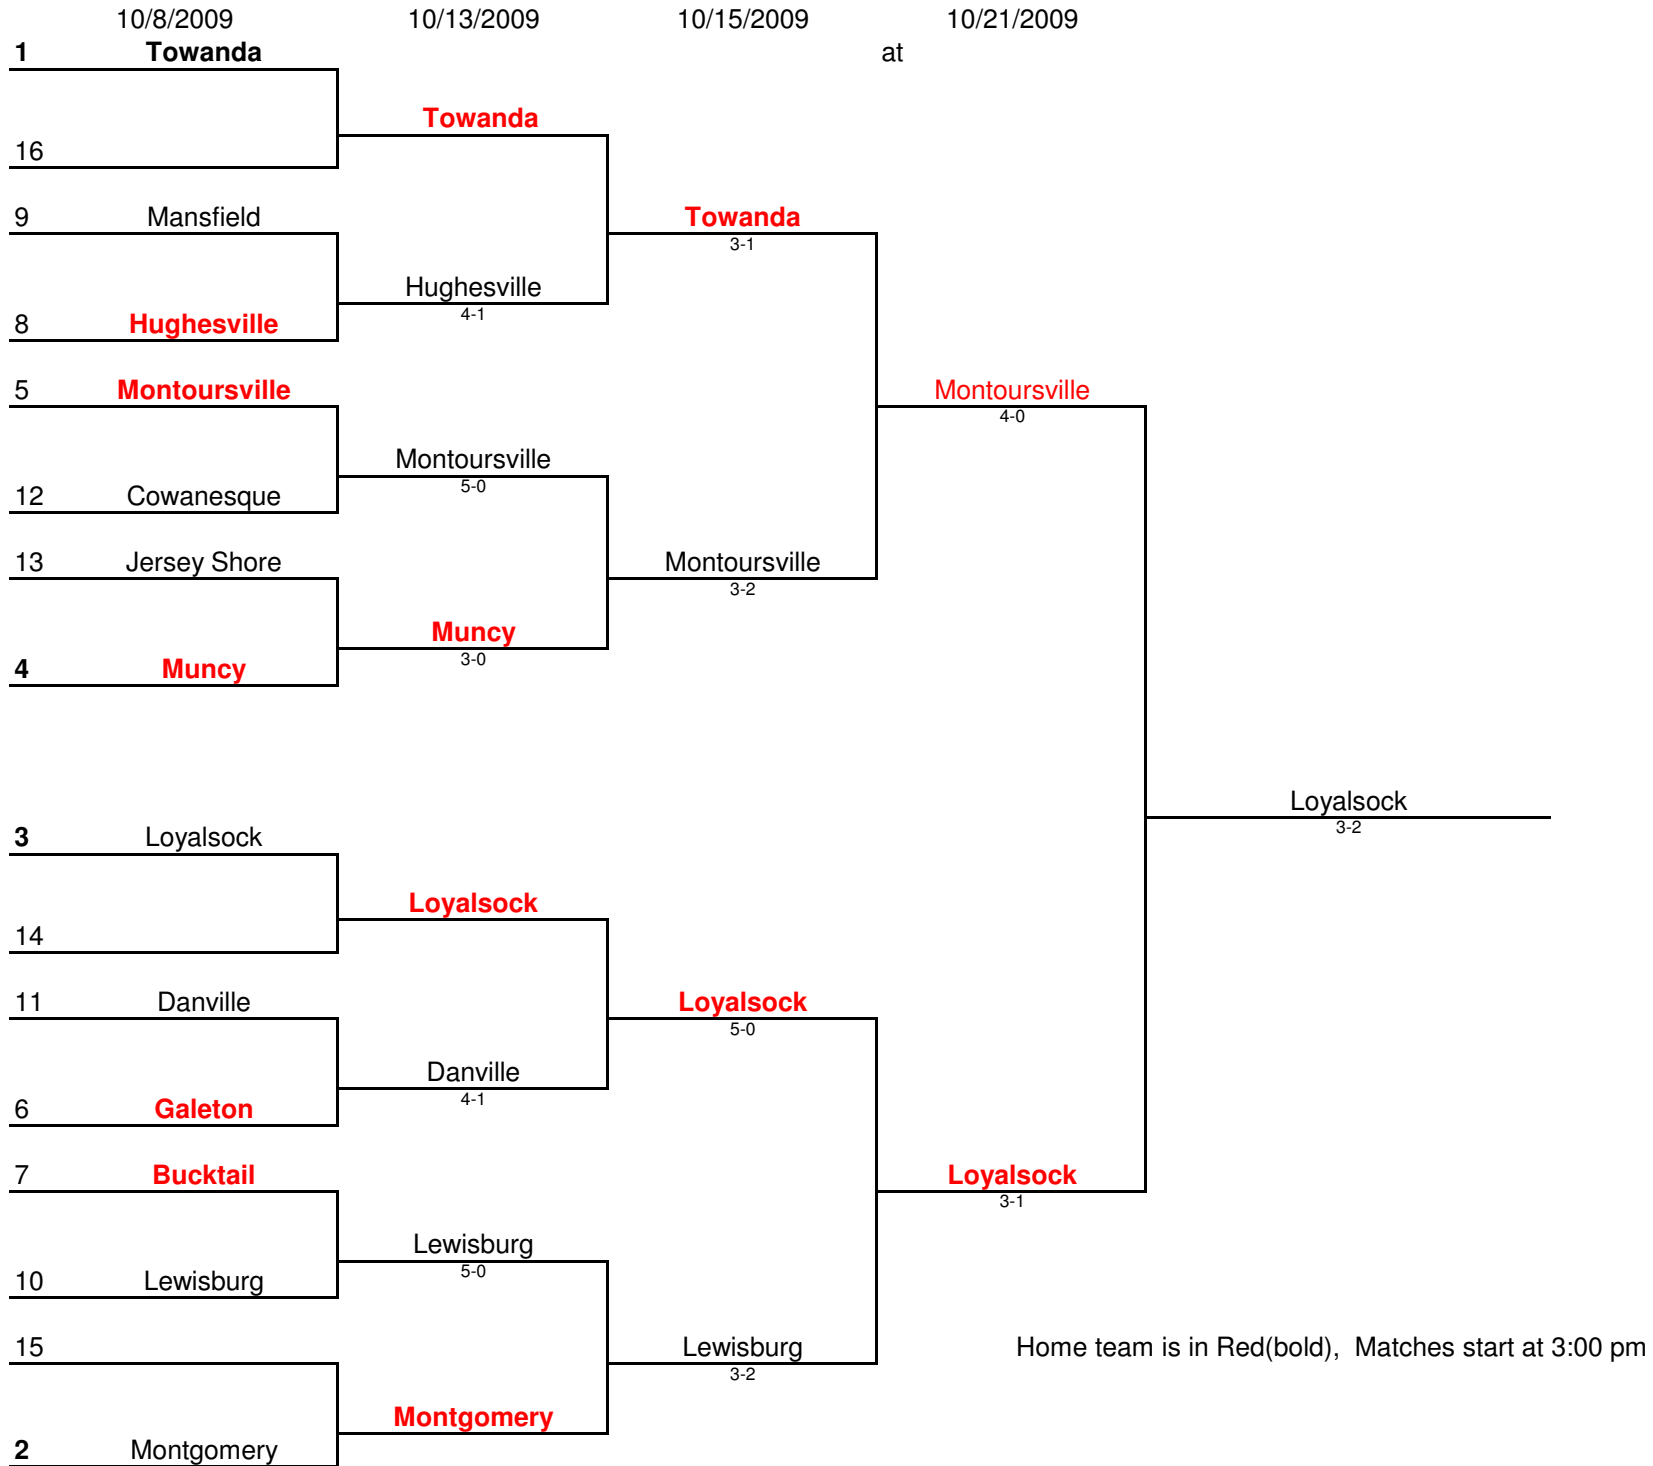 10/8/2009 10/13/2009 10/15/2009 10/21/2009
1 Towanda at
Towanda
16
9 Mansfield Towanda
3-1
Hughesville
4-1
8 Hughesville
5 Montoursville Montoursville
4-0
Montoursville
5-0
12 Cowanesque
13 Jersey Shore Montoursville
3-2
Muncy
3-0
4 Muncy
Loyalsock
3-2
3 Loyalsock
Loyalsock
14
11 Danville Loyalsock
5-0
Danville
4-1
6 Galeton
7 Bucktail Loyalsock
3-1
Lewisburg
5-0
10 Lewisburg
15 Lewisburg Home team is in Red(bold), Matches start at 3:00 pm
3-2
Montgomery
2 Montgomery